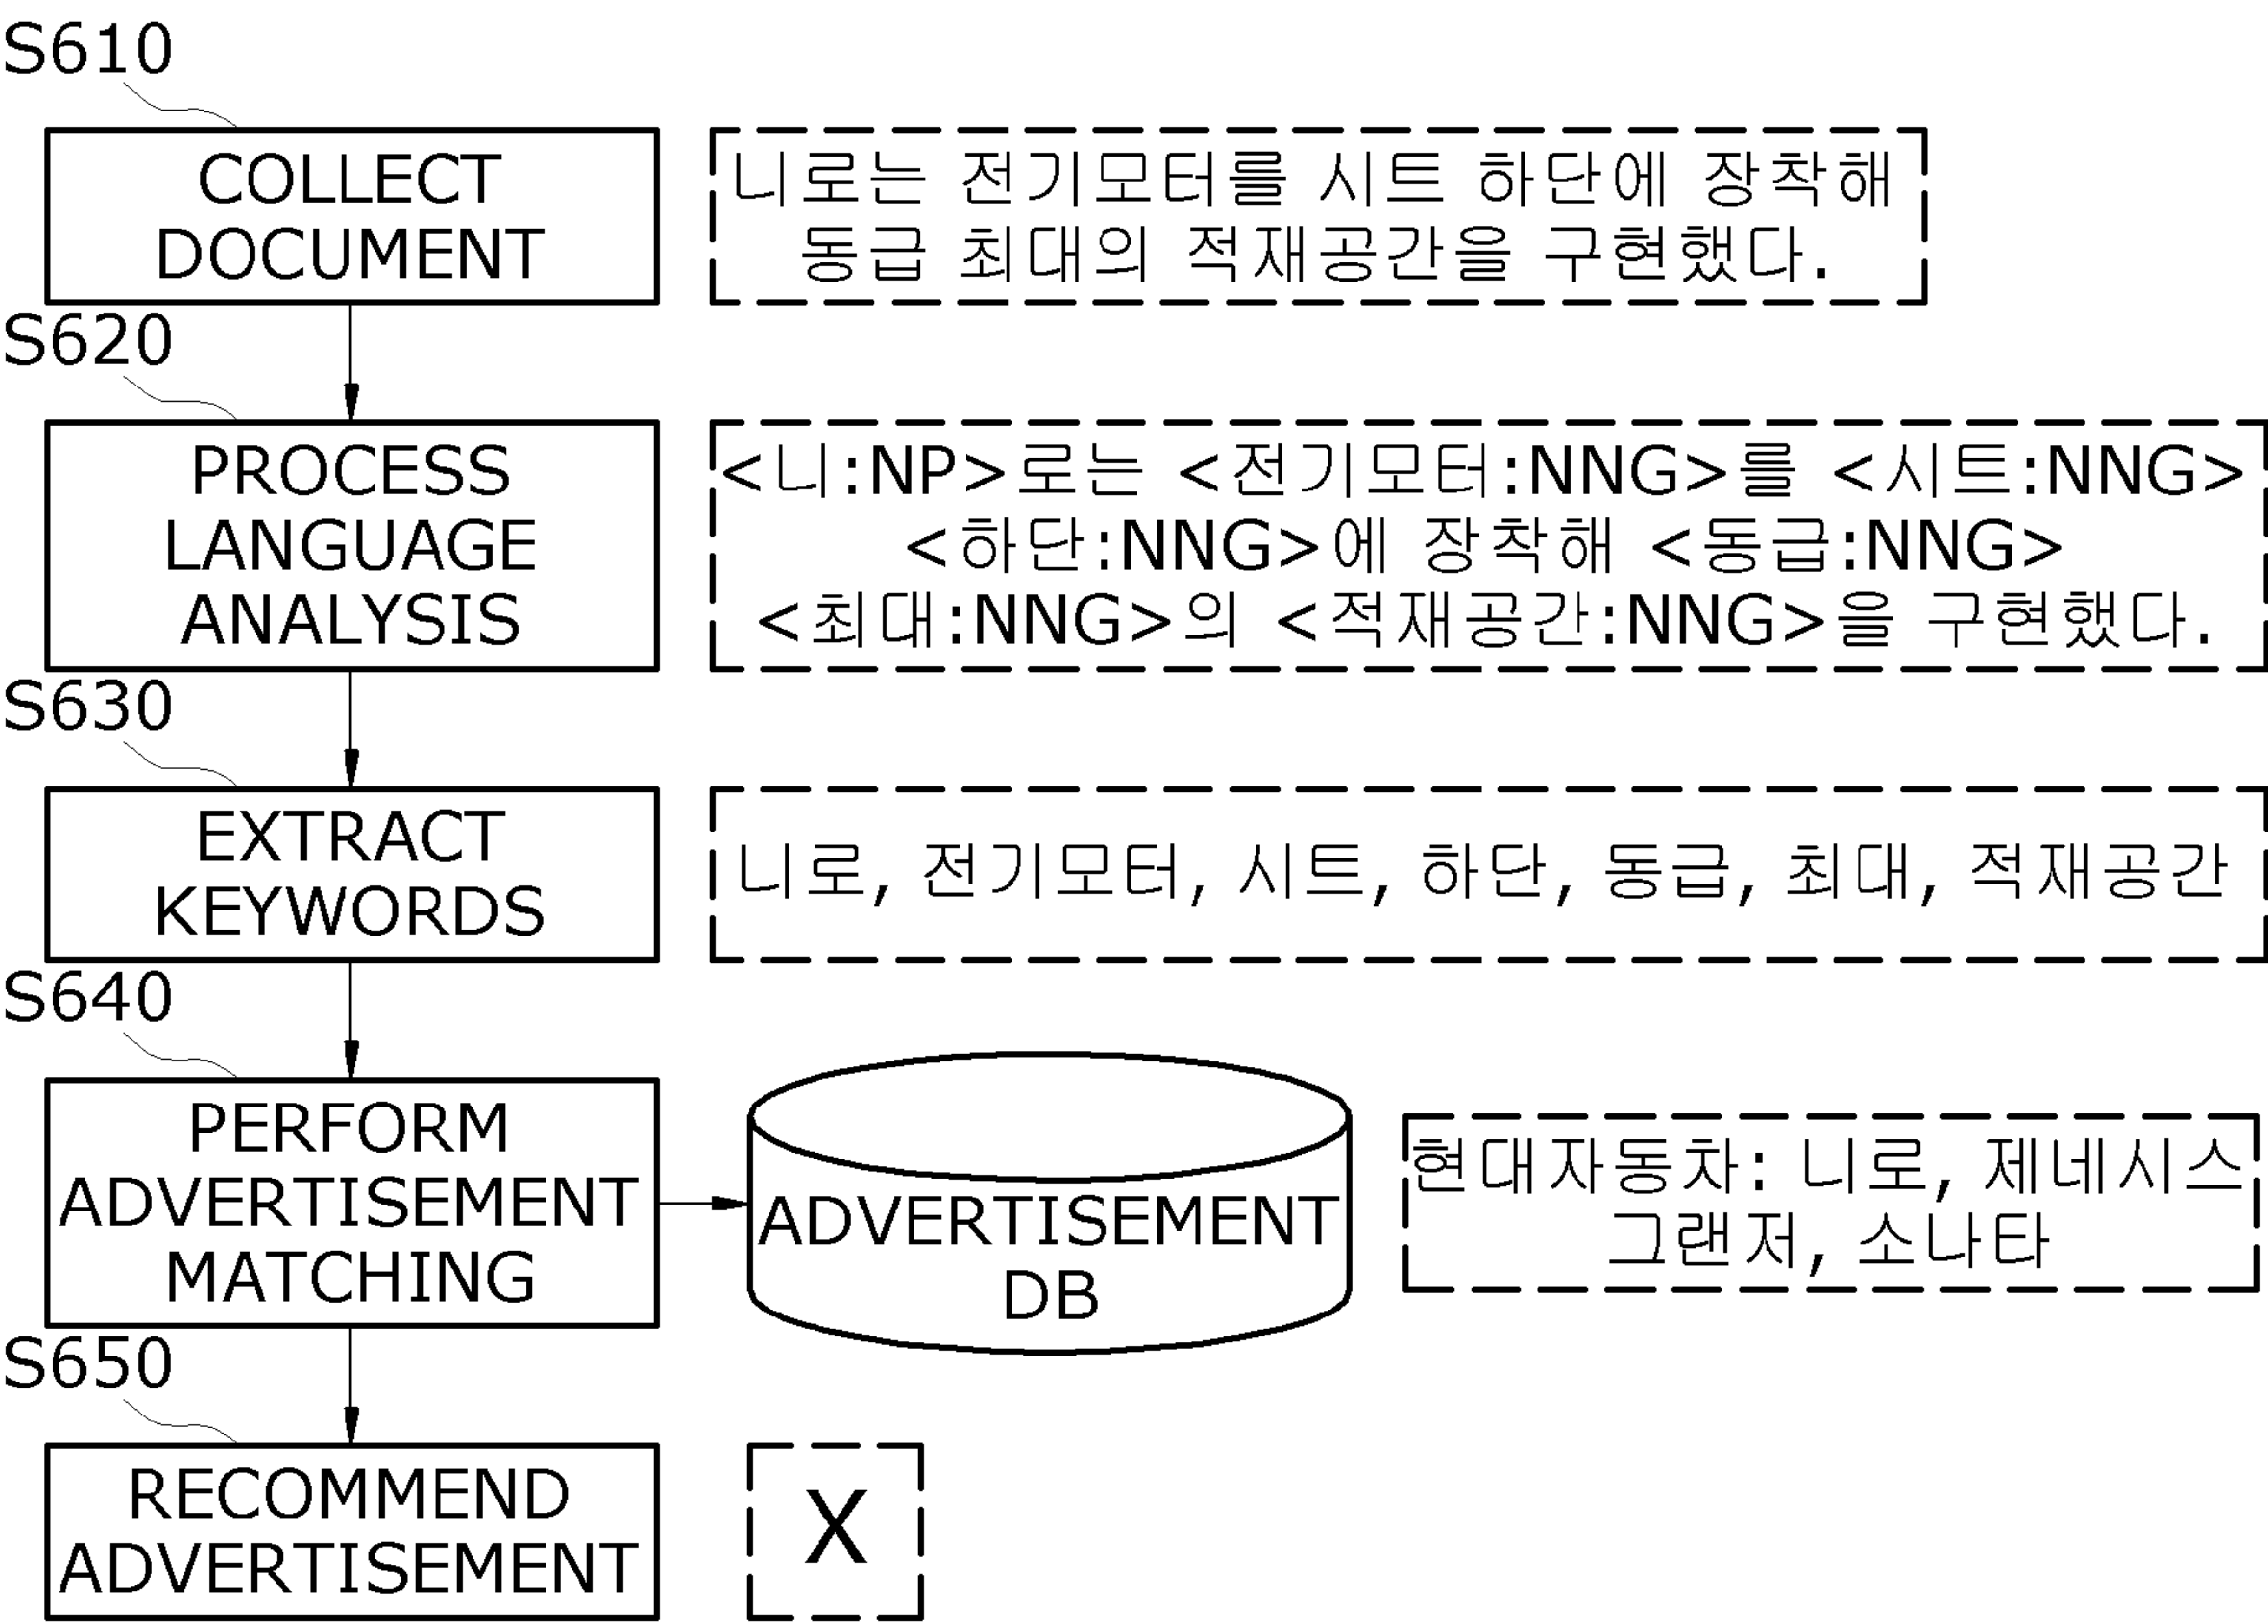 S610
COLLECT
DOCUMENT
니로는 전기모터를 시트 하단에 장착해
동급 최대의 적재공간을 구현했다.
S620
PROCESS
LANGUAGE
ANALYSIS
<니:NP>로는 <전기모터:NNG>를 <시트:NNG>
<하단:NNG>에 장착해 <동급:NNG>
<최대:NNG>의 <적재공간:NNG>을 구현했다.
S630
EXTRACT
KEYWORDS
니로, 전기모터, 시트, 하단, 동급, 최대, 적재공간
S640
PERFORM
ADVERTISEMENT
MATCHING
ADVERTISEMENT
DB
현대자동차: 니로, 제네시스
그랜저, 소나타
S650
RECOMMEND
ADVERTISEMENT
X